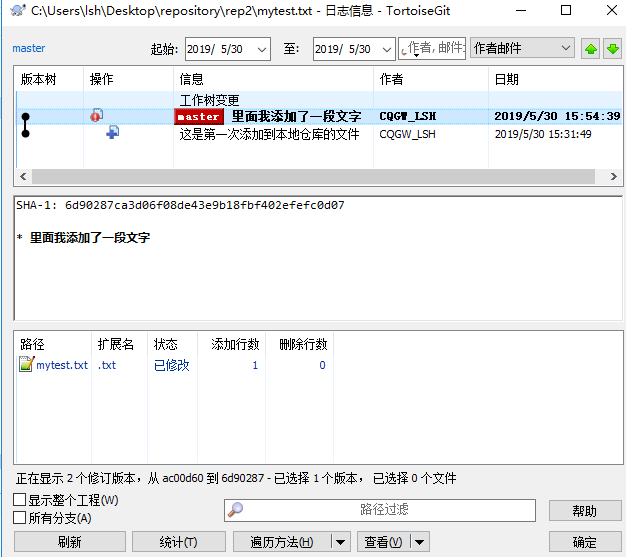 C:\Users\lsh\Desktop\repository\rep2\mytest.txt - 日志信息 - TortoiseGit
master 起始: 2019/ 5/30 至: 2019/ 5/30 作者, 邮件: 作者邮件
版本树 操作 信息 作者 日期
工作树变更
master 里面我添加了一段文字 CQGW_LSH 2019/5/30 15:54:39
这是第一次添加到本地仓库的文件 CQGW_LSH 2019/5/30 15:31:49
SHA-1: 6d90287ca3d06f08de43e9b18fbf402efefc0d07
* 里面我添加了一段文字
路径 扩展名 状态 添加行数 删除行数
mytest.txt .txt 已修改 1 0
正在显示 2 个修订版本，从 ac00d60 到 6d90287 - 已选择 1 个版本， 已选择 0 个文件
显示整个工程(W)
所有分支(A)
路径过滤
帮助
刷新 统计(T) 遍历方法(H) 查看(V) 确定